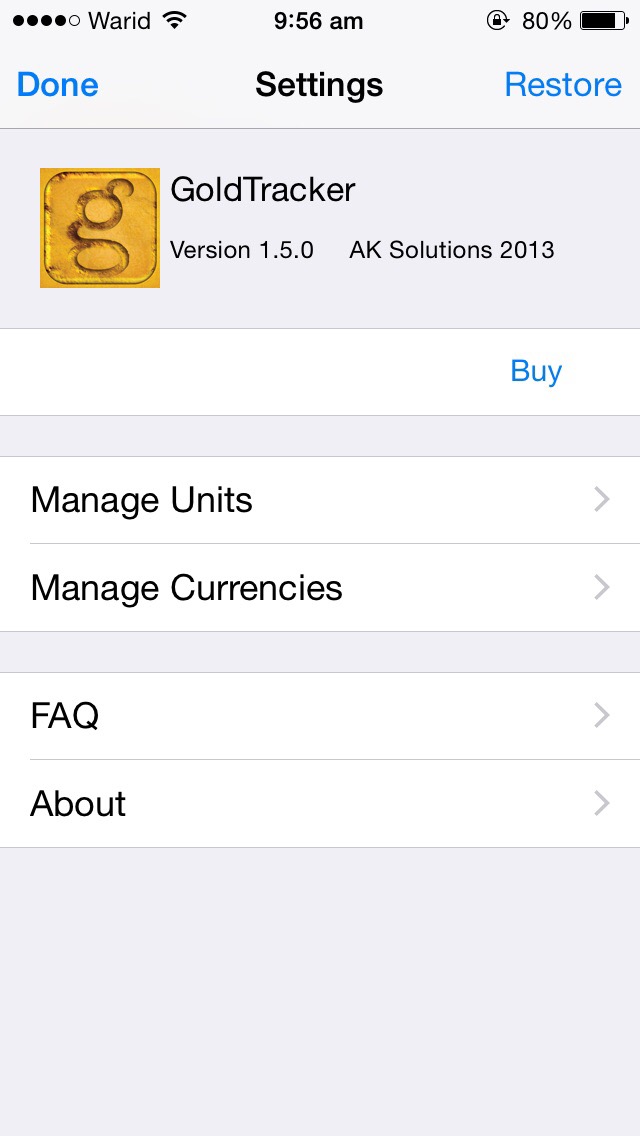 Warid 9:56 am 80%
Done Settings Restore
g
GoldTracker
Version 1.5.0 AK Solutions 2013
Buy
Manage Units
Manage Currencies
FAQ
About